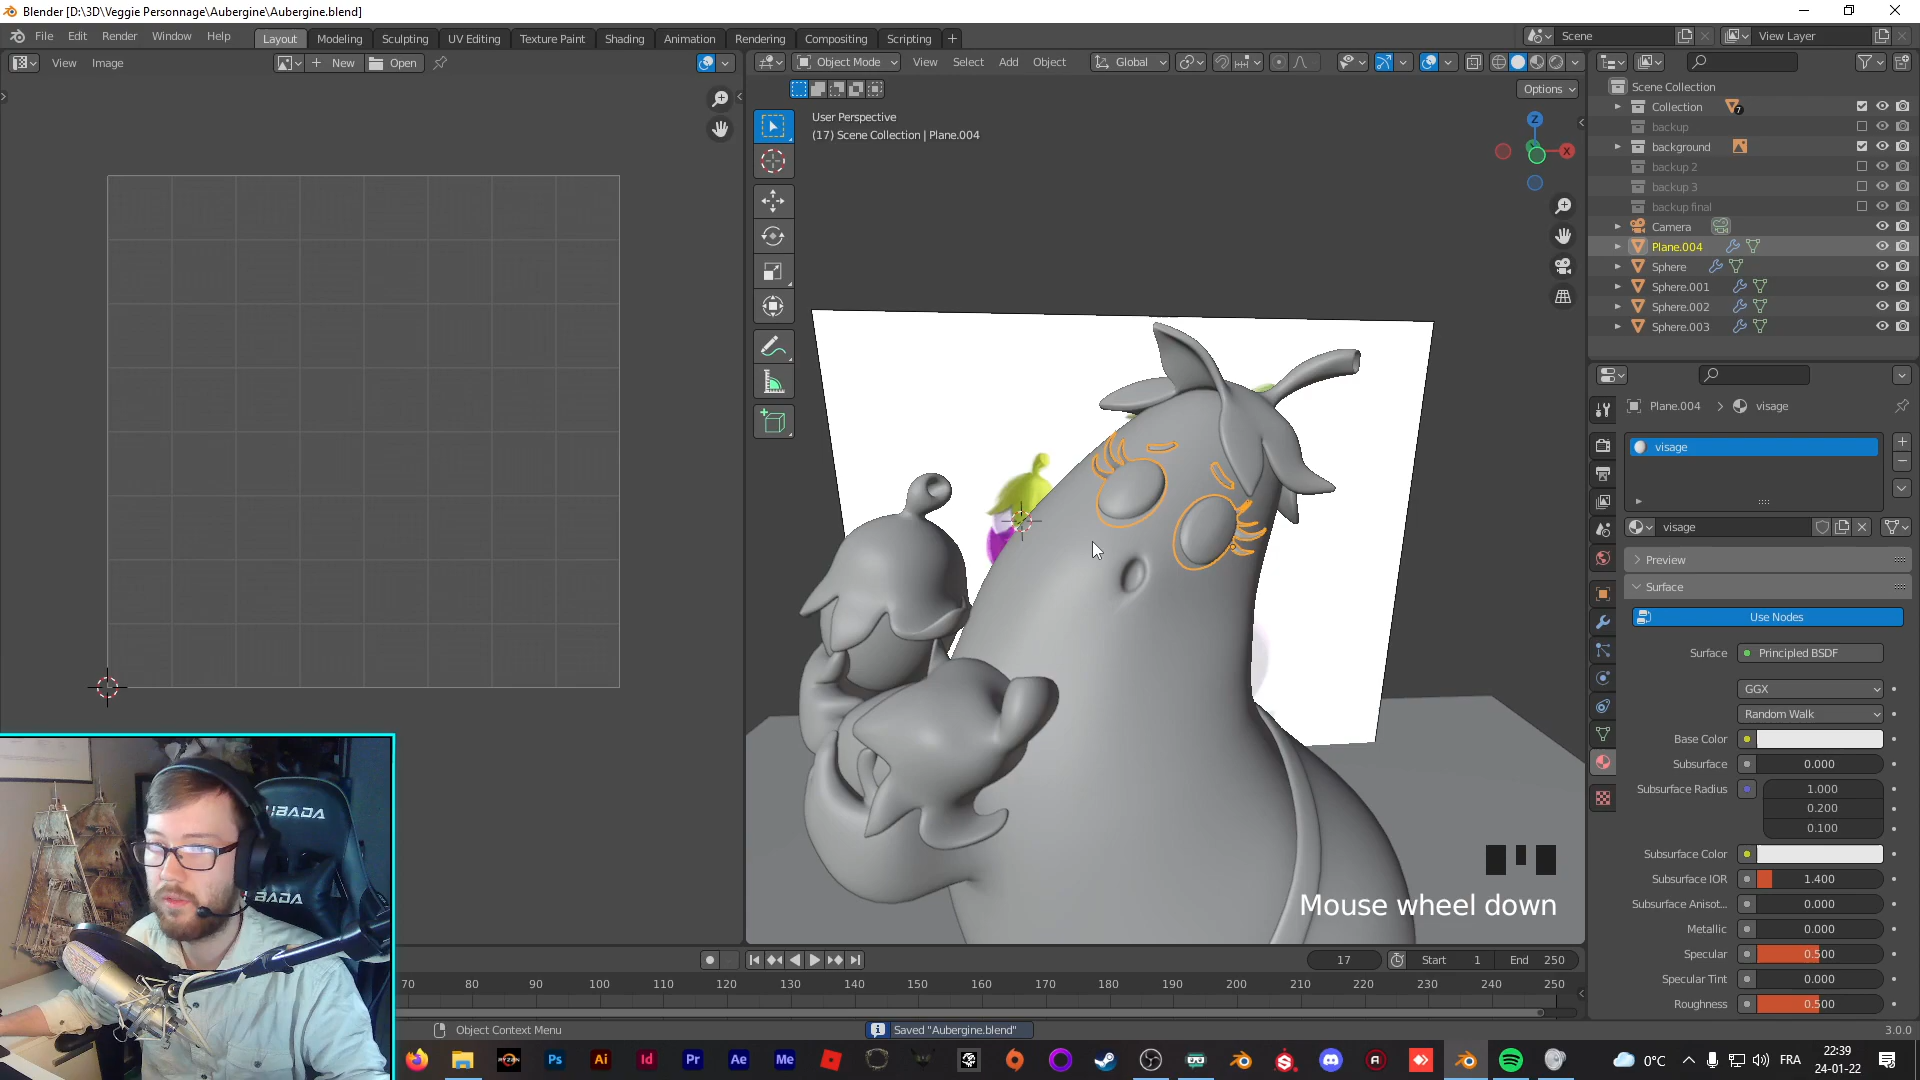 Blender [D:\3D\Veggie Personnage\Aubergine\Aubergine.blend]
File Edit Render Window Help Layout Modeling Sculpting UV Editing Texture Paint Shading Animation Rendering Compositing Scripting Scene View Layer
View Image New Open Object Mode View Select Add Object Global
Options
User Perspective
(17) Scene Collection | Plane.004
Z
X
Scene Collection
Collection 7
backup
background
backup 2
backup 3
backup final
Camera
Plane.004
Sphere
Sphere.001
Sphere.002
Sphere.003
Plane.004 visage
visage
visage
Preview
Surface
Use Nodes
Surface Principled BSDF
GGX
Random Walk
Base Color
Subsurface 0.000
Subsurface Radius 1.000
0.200
0.100
Subsurface Color
Subsurface IOR 1.400
Subsurface Anisot... 0.000
Metallic 0.000
Specular 0.500
Specular Tint 0.000
Roughness 0.500
Mouse wheel down
17 Start 1 End 250
70 80 90 100 110 120 130 140 150 160 170 180 190 200 210 220 230 240 250
Object Context Menu Saved "Aubergine.blend" 3.0.0
RYZEN Ps Ai Id Pr Ae Me 0°C FRA 22:39
24-01-22